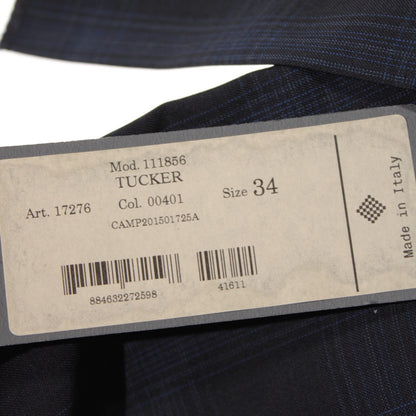 Mod. 111856
TUCKER
Art. 17276 Col. 00401 Size 34
CAMP201501725A
884632272598 41611
Made in Italy